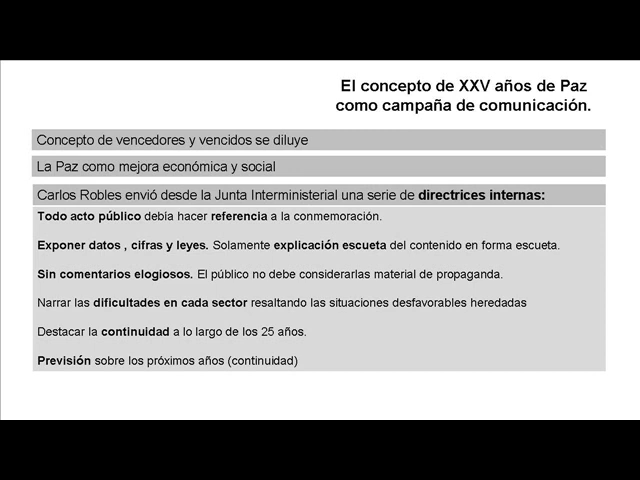 El concepto de XXV años de Paz
como campaña de comunicación.
Concepto de vencedores y vencidos se diluye
La Paz como mejora económica y social
Carlos Robles envió desde la Junta Interministerial una serie de directrices internas:
Todo acto público debía hacer referencia a la conmemoración.
Exponer datos , cifras y leyes. Solamente explicación escueta del contenido en forma escueta.
Sin comentarios elogiosos. El público no debe considerarlas material de propaganda.
Narrar las dificultades en cada sector resaltando las situaciones desfavorables heredadas
Destacar la continuidad a lo largo de los 25 años.
Previsión sobre los próximos años (continuidad)